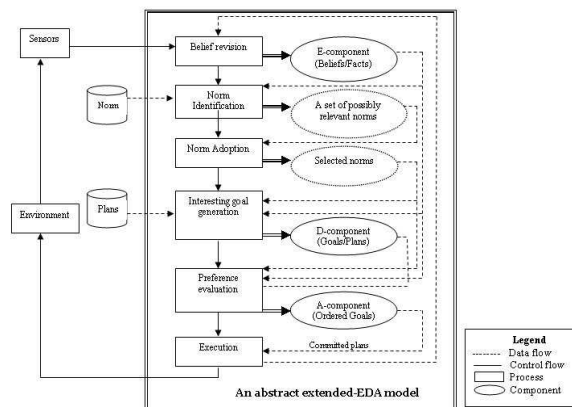 Sensors
Belief revision
E-component
(Beliefs/Facts)
Norm
Norm
Identification
A set of possibly
relevant norms
Norm Adoption
Selected norms
Plans
Interesting goal
generation
Environment
D-component
(Goals/Plans)
Preference
evaluation
A-component
(Ordered Goals)
Execution
Committed plans
An abstract extended-EDA model
Legend
Data flow
Control flow
Process
Component